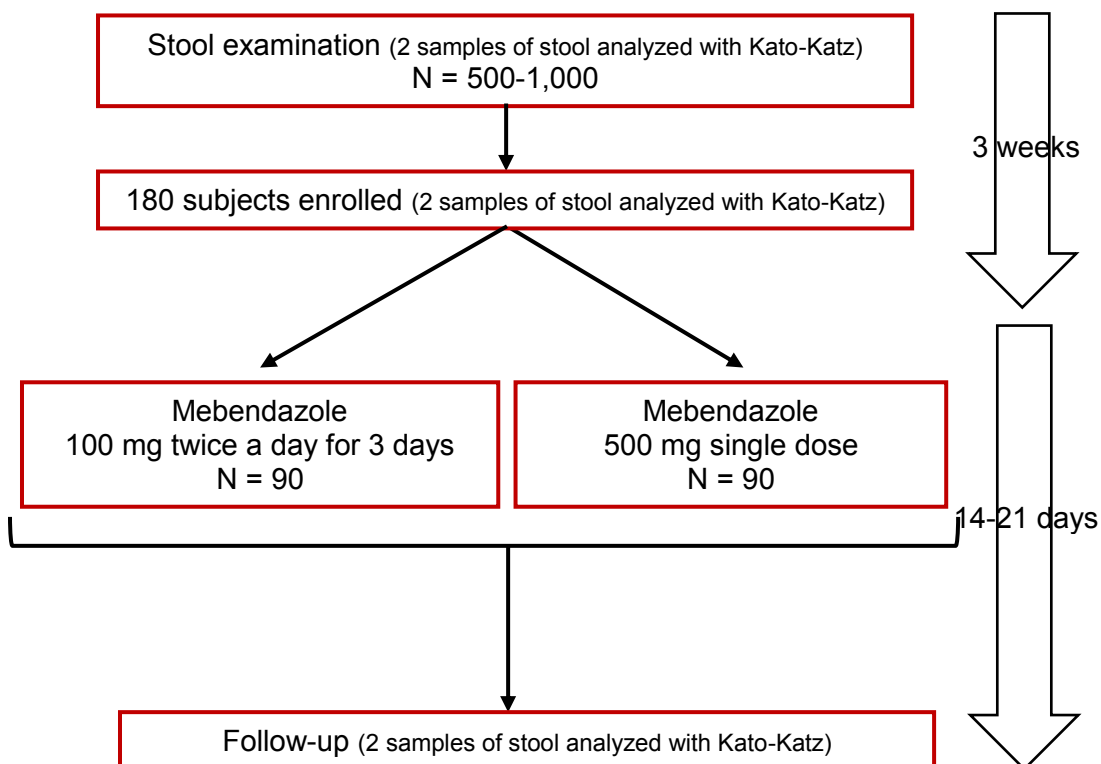 Stool examination (2 samples of stool analyzed with Kato-Katz)
N = 500-1,000
3 weeks
180 subjects enrolled (2 samples of stool analyzed with Kato-Katz)
Mebendazole
100 mg twice a day for 3 days
N = 90
Mebendazole
500 mg single dose
N = 90
14-21 days
Follow-up (2 samples of stool analyzed with Kato-Katz)